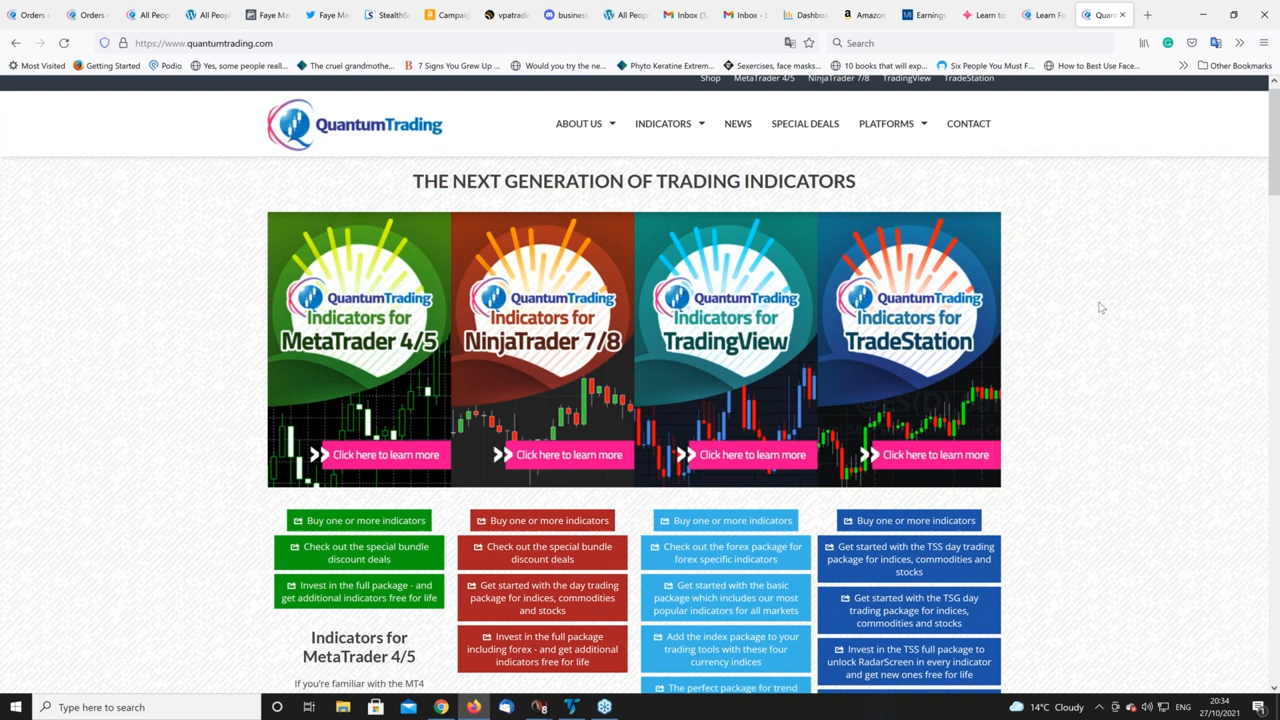 Orders
Orders
All Peop
All Peop
Faye Ma
Faye Ma
StealthS
Campai
vpatrade
business
All Peop
Inbox (3,
Inbox - b
Dashbo
Amazon
Earnings
Learn to
Learn Fo
Quan
https://www.quantumtrading.com
Search
Most Visited
Getting Started
Podio
Yes, some people reall...
The cruel grandmothe...
7 Signs You Grew Up ...
Would you try the ne...
Phyto Keratine Extrem...
Sexercises, face masks...
10 books that will exp...
Six People You Must F...
How to Best Use Face...
Other Bookmarks
Shop MetaTrader 4/5 NinjaTrader 7/8 TradingView TradeStation
QuantumTrading
ABOUT US INDICATORS NEWS SPECIAL DEALS PLATFORMS CONTACT
THE NEXT GENERATION OF TRADING INDICATORS
QuantumTrading
Indicators for
MetaTrader 4/5
Click here to learn more
QuantumTrading
Indicators for
NinjaTrader 7/8
Click here to learn more
QuantumTrading
Indicators for
TradingView
Click here to learn more
QuantumTrading
Indicators for
TradeStation
Click here to learn more
Buy one or more indicators
Check out the special bundle
discount deals
Invest in the full package - and
get additional indicators free for life
Indicators for
MetaTrader 4/5
If you're familiar with the MT4
Buy one or more indicators
Check out the special bundle
discount deals
Get started with the day trading
package for indices, commodities
and stocks
Invest in the full package
including forex - and get additional
indicators free for life
Buy one or more indicators
Check out the forex package for
forex specific indicators
Get started with the basic
package which includes our most
popular indicators for all markets
Add the index package to your
trading tools with these four
currency indices
The perfect package for trend
Buy one or more indicators
Get started with the TSS day trading
package for indices, commodities and
stocks
Get started with the TSG day
trading package for indices,
commodities and stocks
Invest in the TSS full package to
unlock RadarScreen in every indicator
and get new ones free for life
Type here to search
14°C Cloudy
ENG
20:34
27/10/2021